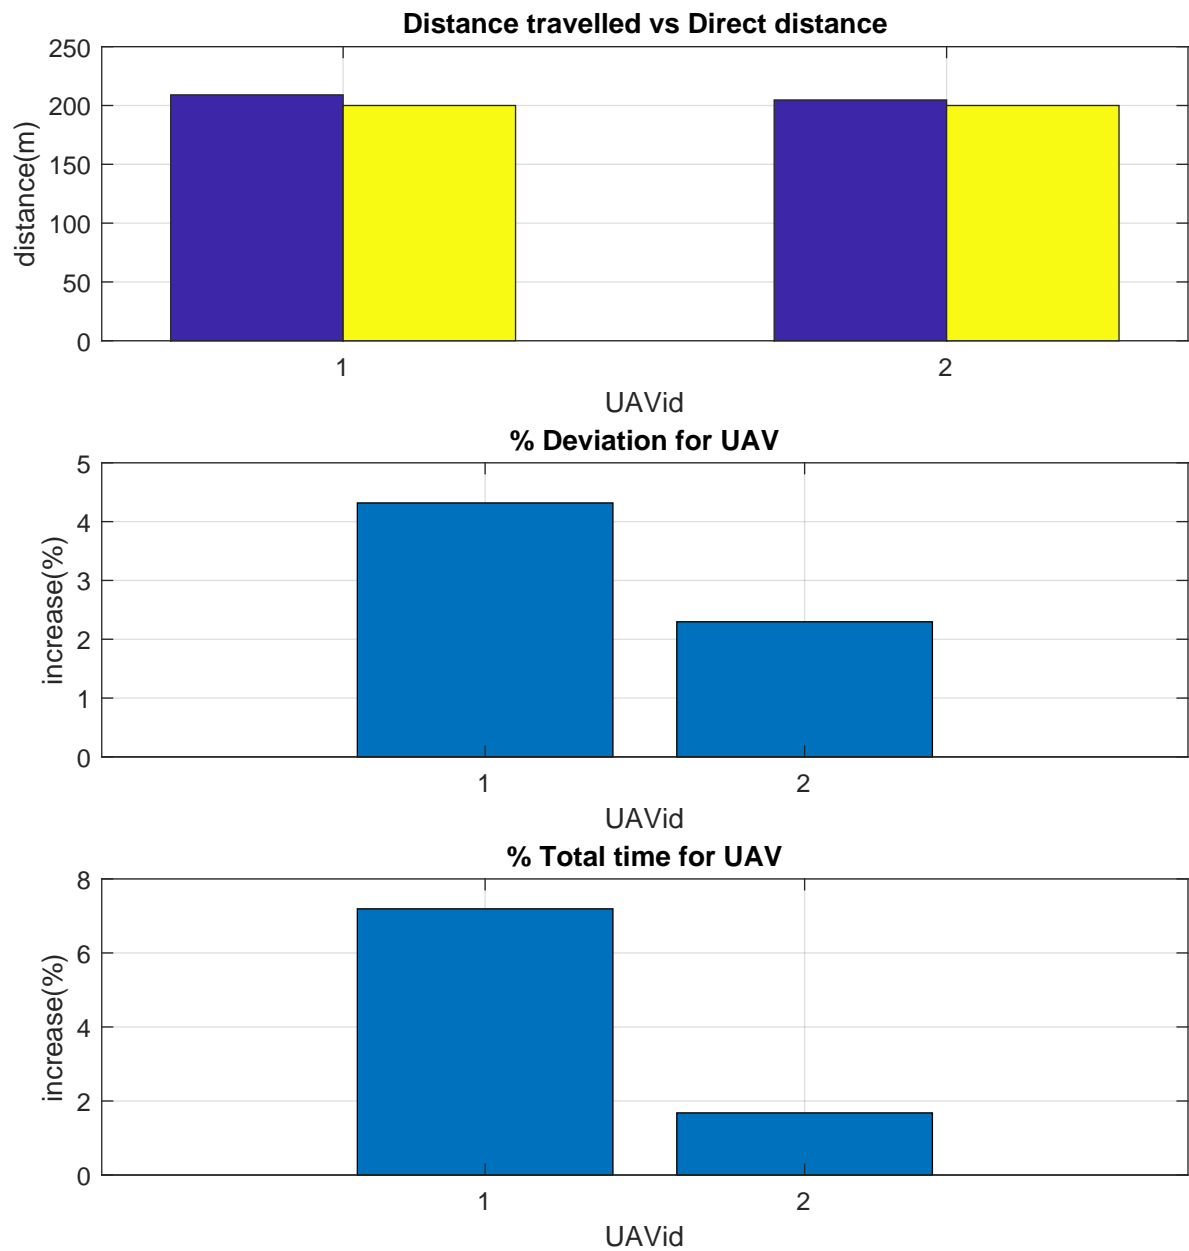 Distance travelled vs Direct distance
250
200
150
100
50
0
distance(m)
1 2
UAVid
% Deviation for UAV
5
4
3
2
1
0
increase(%)
1 2
UAVid
% Total time for UAV
8
6
4
2
0
increase(%)
1 2
UAVid